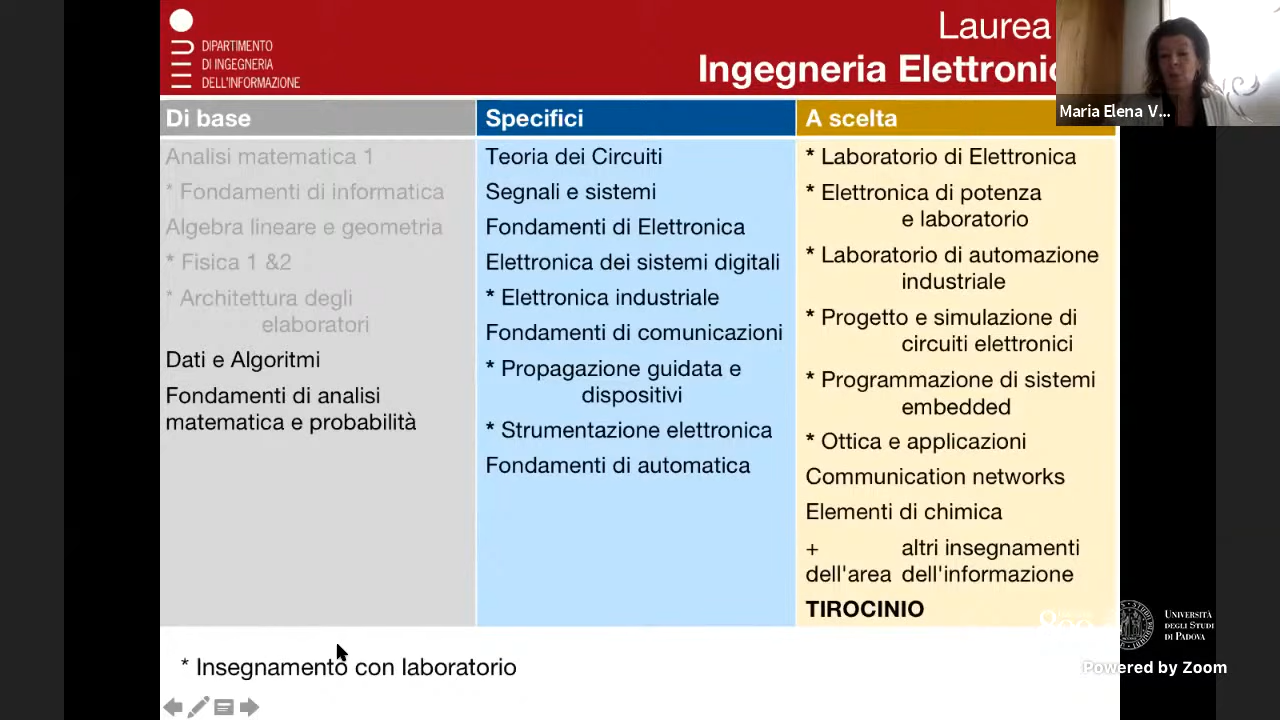 DIPARTIMENTO
DI INGEGNERIA
DELL'INFORMAZIONE
Laurea
Ingegneria Elettronic
Maria Elena V...
Di base
Analisi matematica 1
* Fondamenti di informatica
Algebra lineare e geometria
* Fisica 1 &2
* Architettura degli
elaboratori
Dati e Algoritmi
Fondamenti di analisi
matematica e probabilità
Specifici
Teoria dei Circuiti
Segnali e sistemi
Fondamenti di Elettronica
Elettronica dei sistemi digitali
* Elettronica industriale
Fondamenti di comunicazioni
* Propagazione guidata e
dispositivi
* Strumentazione elettronica
Fondamenti di automatica
A scelta
* Laboratorio di Elettronica
* Elettronica di potenza
e laboratorio
* Laboratorio di automazione
industriale
* Progetto e simulazione di
circuiti elettronici
* Programmazione di sistemi
embedded
* Ottica e applicazioni
Communication networks
Elementi di chimica
+ altri insegnamenti
dell'area dell'informazione
TIROCINIO
* Insegnamento con laboratorio
UNIVERSITÀ
DEGLI STUDI
DI PADOVA
Powered by Zoom